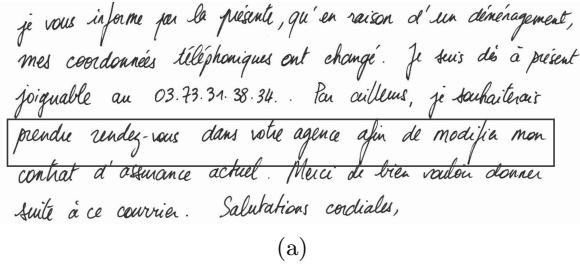 je vous informe par la présente, qu'en raison d'un déménagement,
mes coordonnées téléphoniques ont changé. Je suis dès à présent
joignable au 03.73.31.38.34.. Par ailleurs, je souhaiterais
prendre rendez-vous dans votre agence afin de modifier mon
contrat d'assurance actuel. Merci de bien vouloir donner
suite à ce courrier. Salutations cordiales,
(a)